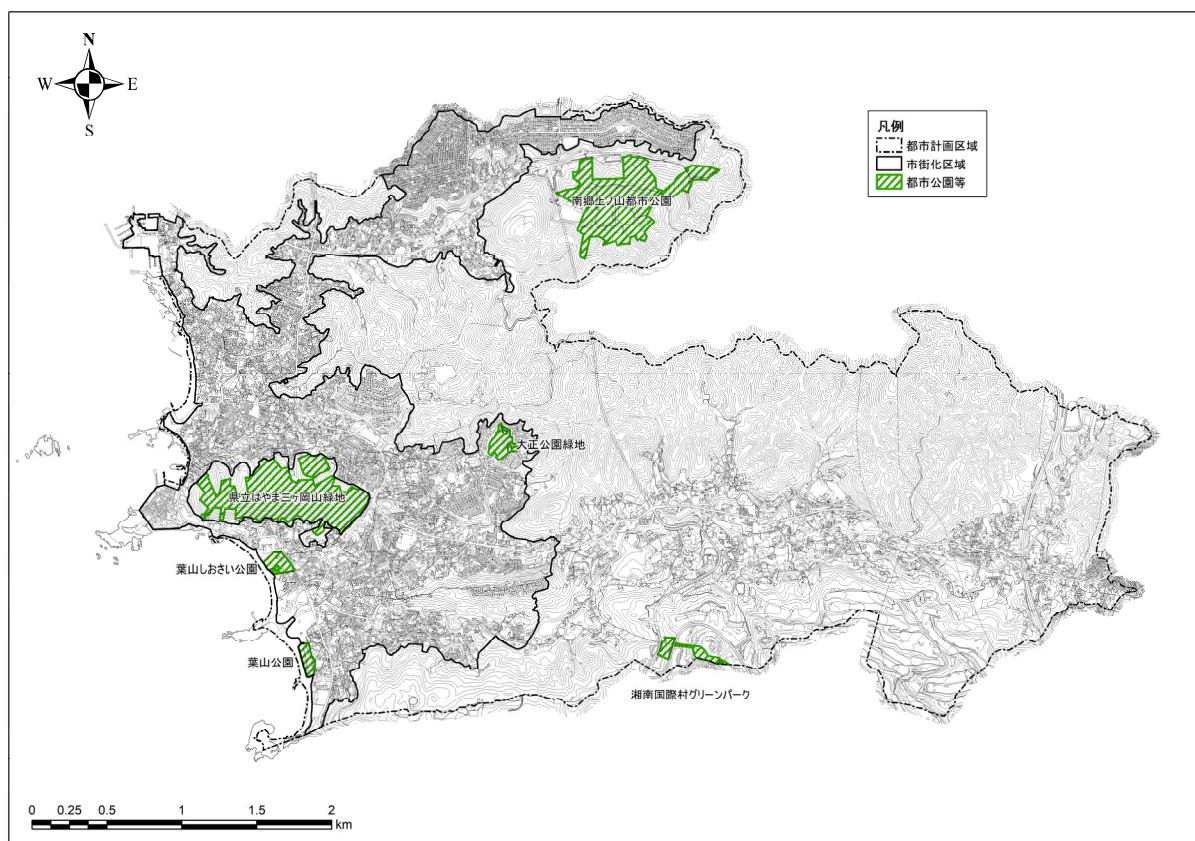 N
W
E
S
凡例
都市計画区域
市街化区域
都市公園等
南郷上ノ山都市公園
大正公園緑地
県立はやま三ヶ岡山緑地
葉山しおさい公園
葉山公園
湘南国際村グリーンパーク
0 0.25 0.5 1 1.5 2
km